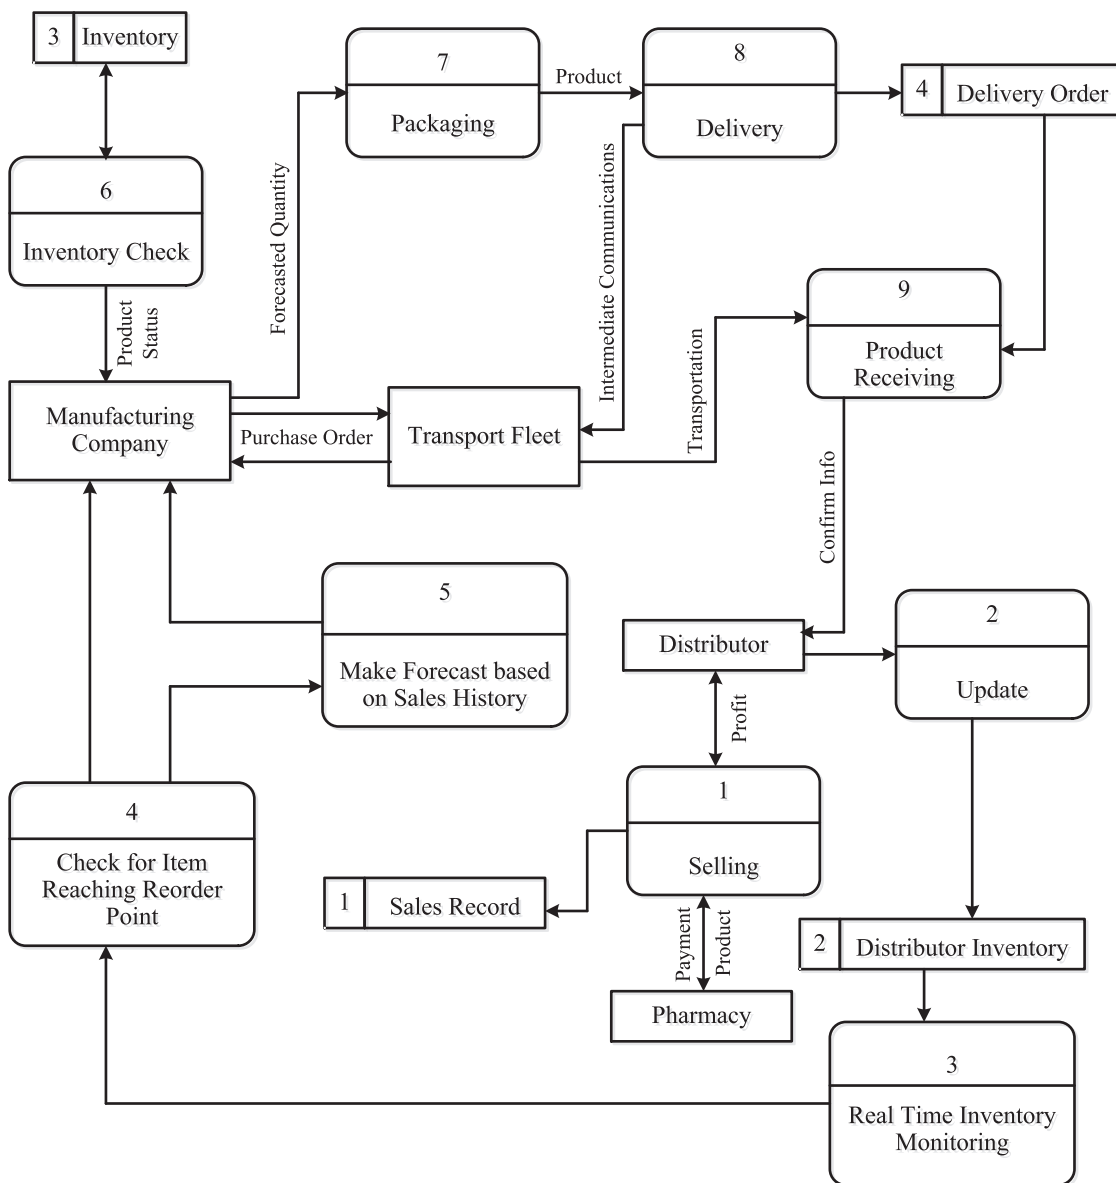 3 Inventory
7
Packaging
Product
8
Delivery
4 Delivery Order
6
Inventory Check
Product
Status
Forecasted Quantity
Intermediate Communications
Transportation
9
Product
Receiving
Manufacturing
Company
Purchase Order
Transport Fleet
Confirm Info
5
Make Forecast based
on Sales History
Distributor
2
Update
Profit
4
Check for Item
Reaching Reorder
Point
1
Selling
1 Sales Record
Payment
Product
2 Distributor Inventory
Pharmacy
3
Real Time Inventory
Monitoring